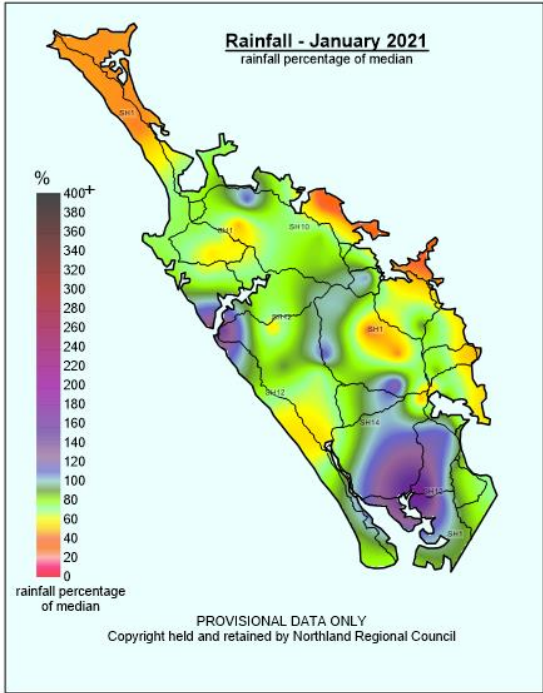 Rainfall - January 2021
rainfall percentage of median
%
400+
380
360
340
320
300
280
260
240
220
200
180
160
140
120
100
80
60
40
20
0
rainfall percentage
of median
SH1
SH1
SH10
SH12
SH1
SH12
SH14
SH1
PROVISIONAL DATA ONLY
Copyright held and retained by Northland Regional Council